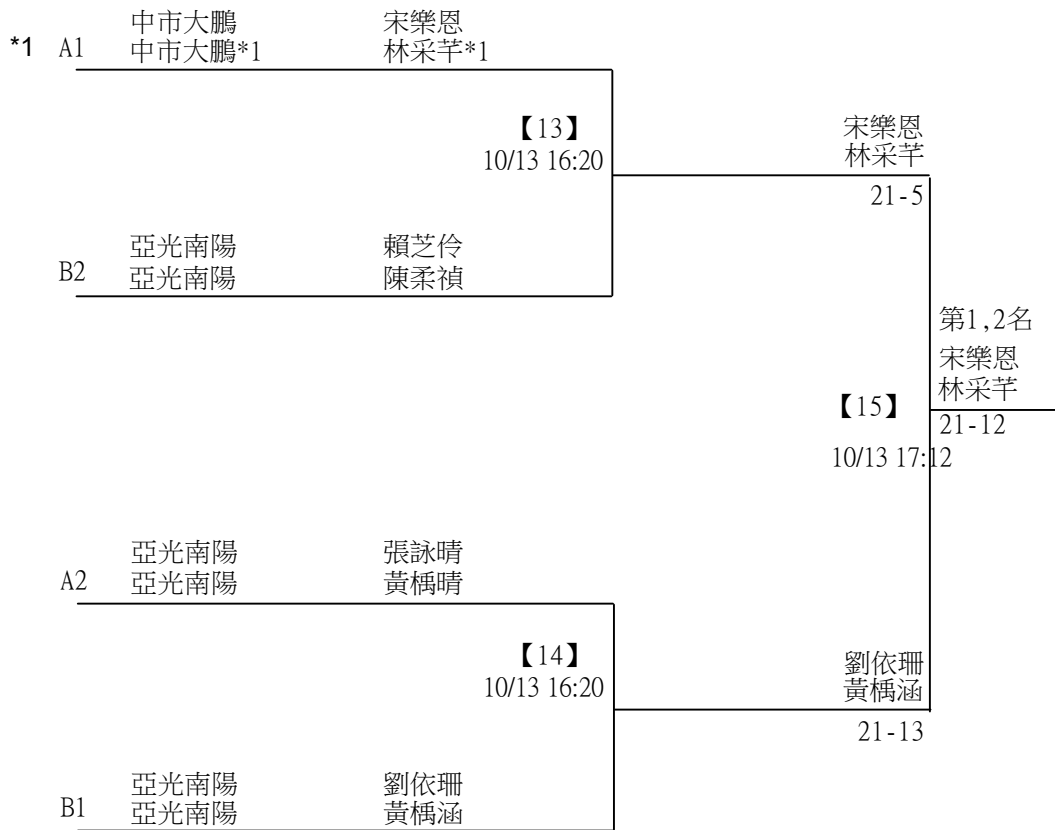 中市大鵬 宋樂恩
*1 A1 中市大鵬*1 林采芊*1
【13】
10/13 16:20
宋樂恩
林采芊
21-5
亞光南陽 賴芝伶
B2 亞光南陽 陳柔禎
第1,2名
宋樂恩
林采芊
【15】
21-12
10/13 17:12
亞光南陽 張詠晴
A2 亞光南陽 黃楀晴
【14】
10/13 16:20
劉依珊
黃楀涵
21-13
亞光南陽 劉依珊
B1 亞光南陽 黃楀涵